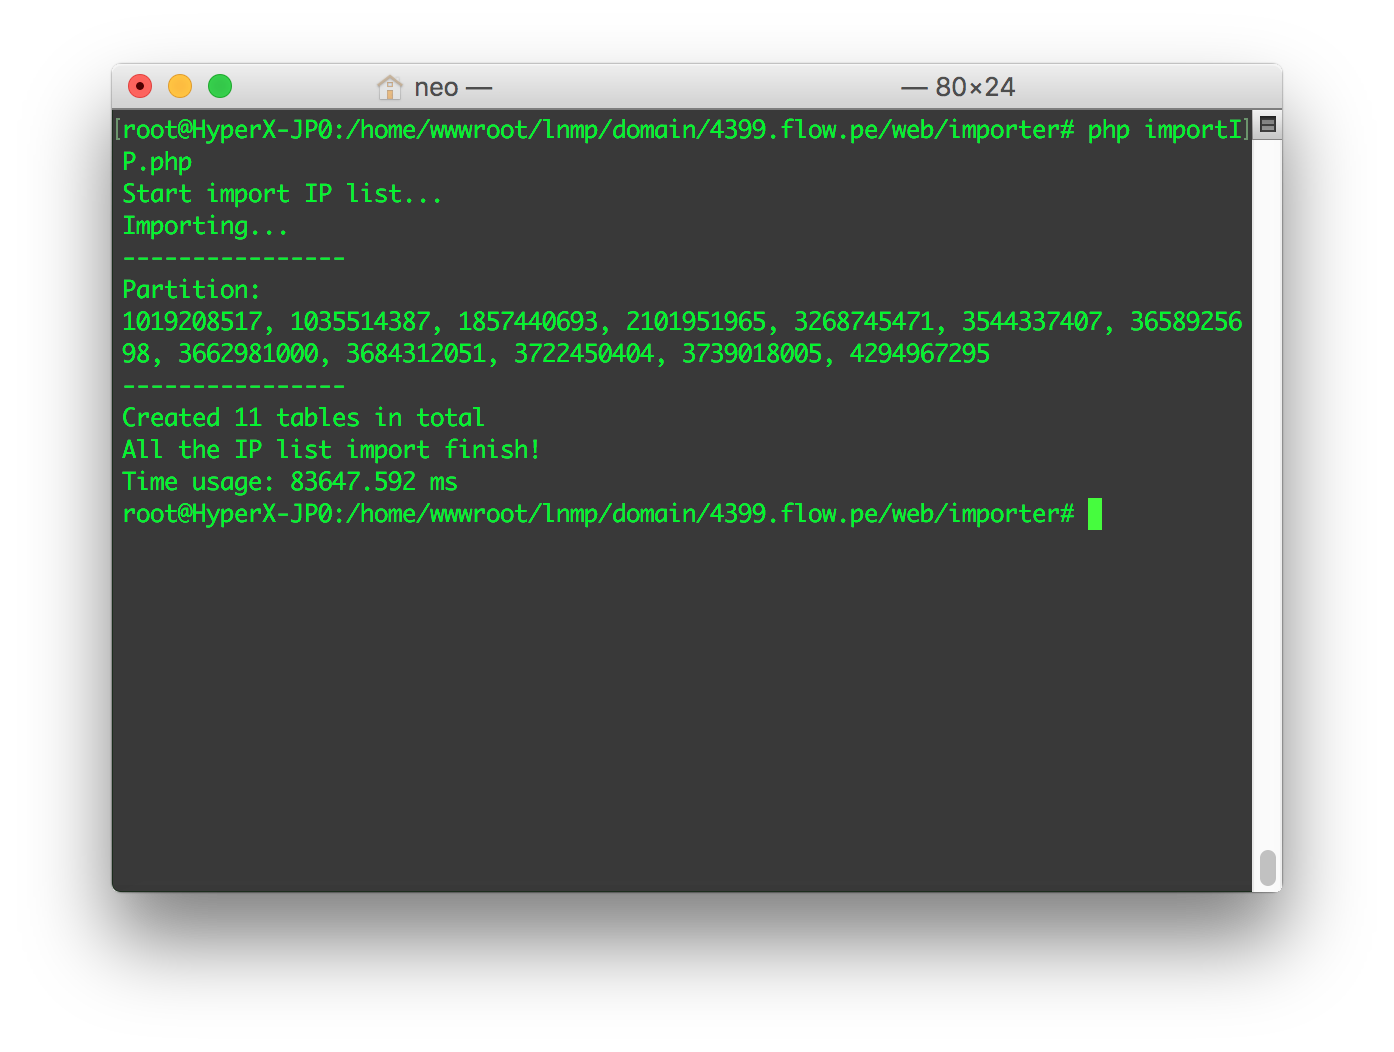 neo — — 80×24
[root@HyperX-JP0:/home/wwwroot/lnmp/domain/4399.flow.pe/web/importer# php importI]
P.php
Start import IP list...
Importing...
----------------
Partition:
1019208517, 1035514387, 1857440693, 2101951965, 3268745471, 3544337407, 36589256
98, 3662981000, 3684312051, 3722450404, 3739018005, 4294967295
----------------
Created 11 tables in total
All the IP list import finish!
Time usage: 83647.592 ms
root@HyperX-JP0:/home/wwwroot/lnmp/domain/4399.flow.pe/web/importer#